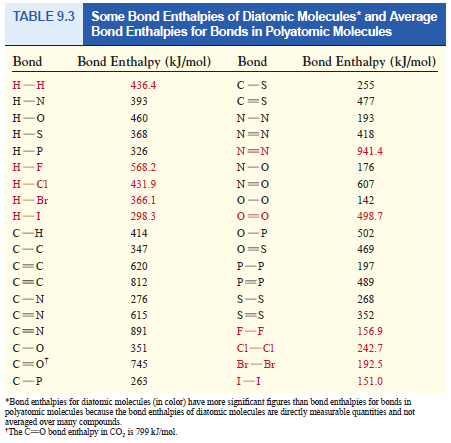 TABLE 9.3 Some Bond Enthalpies of Diatomic Molecules* and Average
Bond Enthalpies for Bonds in Polyatomic Molecules
Bond Bond Enthalpy (kJ/mol) Bond Bond Enthalpy (kJ/mol)
H—H 436.4 C—S 255
H—N 393 C=S 477
H—O 460 N—N 193
H—S 368 N=N 418
H—P 326 N≡N 941.4
H—F 568.2 N—O 176
H—Cl 431.9 N=O 607
H—Br 366.1 O—O 142
H—I 298.3 O=O 498.7
C—H 414 O—P 502
C—C 347 O=S 469
C=C 620 P—P 197
C≡C 812 P=P 489
C—N 276 S—S 268
C=N 615 S=S 352
C≡N 891 F—F 156.9
C—O 351 Cl—Cl 242.7
C=O† 745 Br—Br 192.5
C—P 263 I—I 151.0
*Bond enthalpies for diatomic molecules (in color) have more significant figures than bond enthalpies for bonds in
polyatomic molecules because the bond enthalpies of diatomic molecules are directly measurable quantities and not
averaged over many compounds.
†The C=O bond enthalpy in CO₂ is 799 kJ/mol.